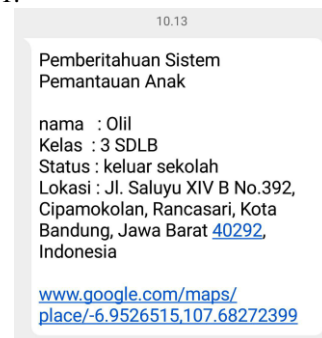 1.
10.13
Pemberitahuan Sistem
Pemantauan Anak
nama : Olil
Kelas : 3 SDLB
Status : keluar sekolah
Lokasi : Jl. Saluyu XIV B No.392,
Cipamokolan, Rancasari, Kota
Bandung, Jawa Barat 40292,
Indonesia
www.google.com/maps/
place/-6.9526515,107.68272399